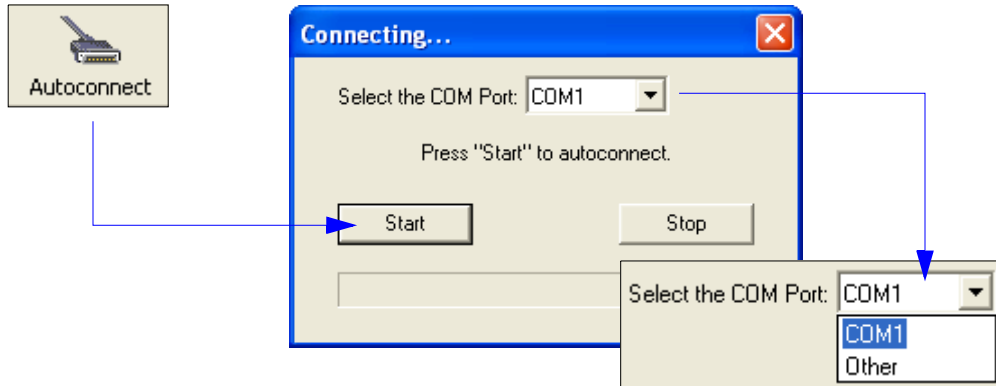 Autoconnect
Connecting...
Select the COM Port: COM1
Press "Start" to autoconnect.
Start
Stop
Select the COM Port: COM1
COM1
Other